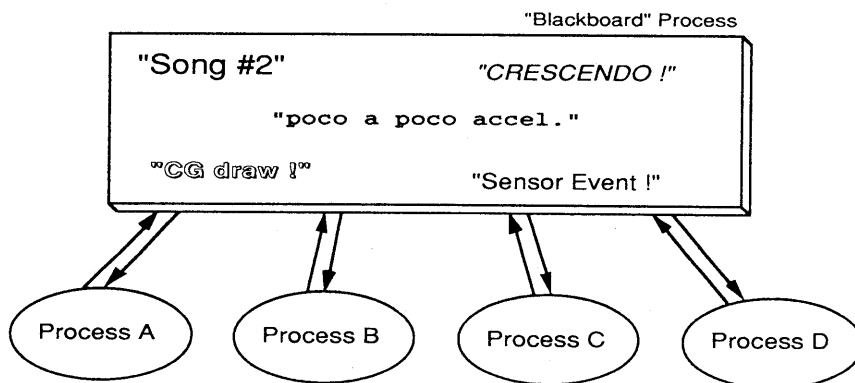 "Blackboard" Process
"Song #2"
"CRESCENDO !"
"poco a poco accel."
"CG draw !"
"Sensor Event !"
Process A
Process B
Process C
Process D